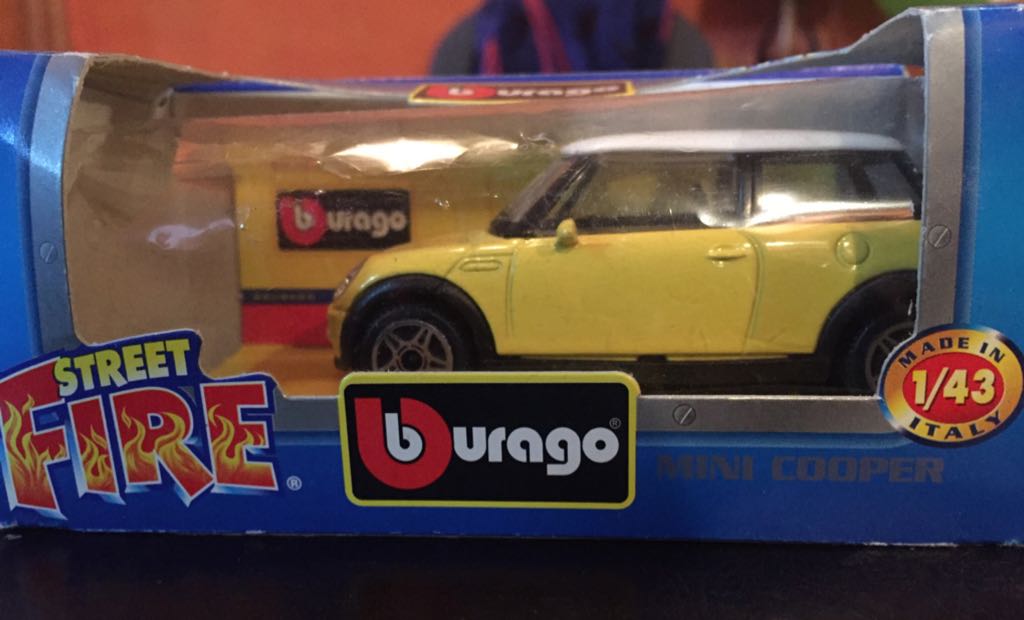 burago
burago
STREET
FIRE®
burago®
MINI COOPER
MADE IN
1/43
ITALY